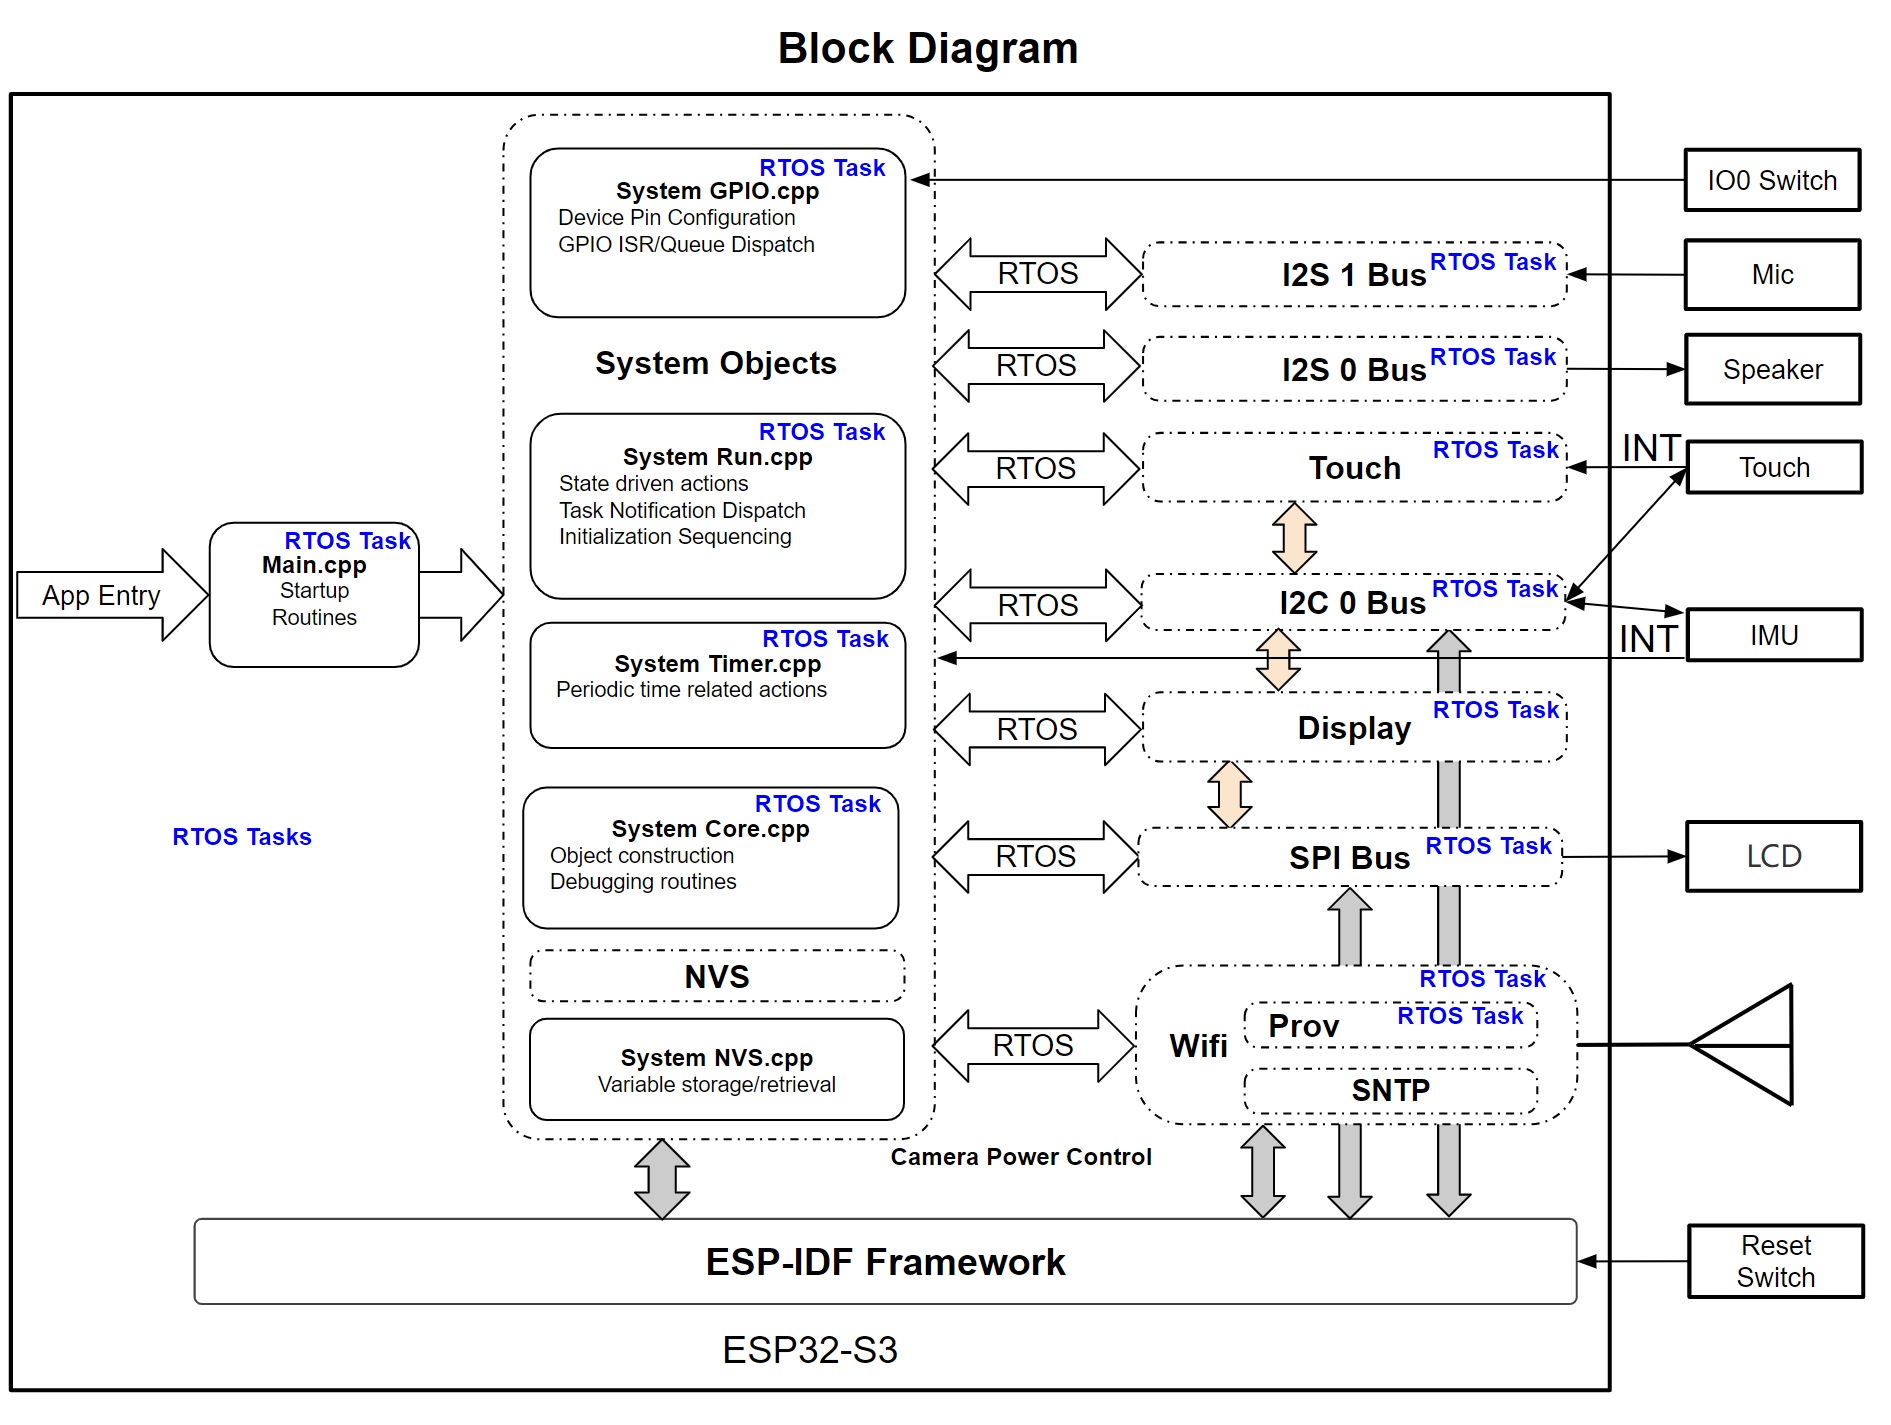 Block Diagram
RTOS Task
System GPIO.cpp
Device Pin Configuration
GPIO ISR/Queue Dispatch
IO0 Switch
RTOS
I2S 1 Bus
RTOS Task
Mic
System Objects
RTOS
I2S 0 Bus
RTOS Task
Speaker
RTOS Task
System Run.cpp
State driven actions
Task Notification Dispatch
Initialization Sequencing
RTOS
Touch
RTOS Task
INT
Touch
App Entry
RTOS Task
Main.cpp
Startup
Routines
RTOS
I2C 0 Bus
RTOS Task
INT
IMU
RTOS Task
System Timer.cpp
Periodic time related actions
RTOS
Display
RTOS Task
RTOS Tasks
RTOS Task
System Core.cpp
Object construction
Debugging routines
RTOS
SPI Bus
RTOS Task
LCD
NVS
System NVS.cpp
Variable storage/retrieval
RTOS
RTOS Task
Wifi
Prov
RTOS Task
SNTP
Camera Power Control
ESP-IDF Framework
Reset
Switch
ESP32-S3